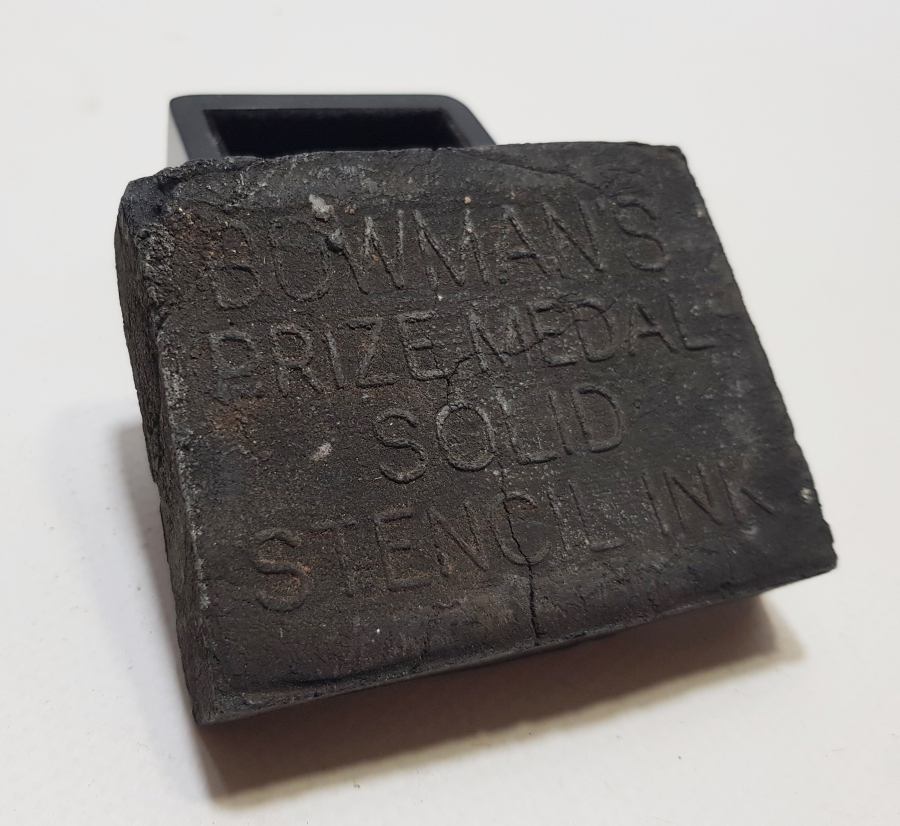 BOWMAN'S
PRIZE MEDAL
SOLID
STENCIL INK